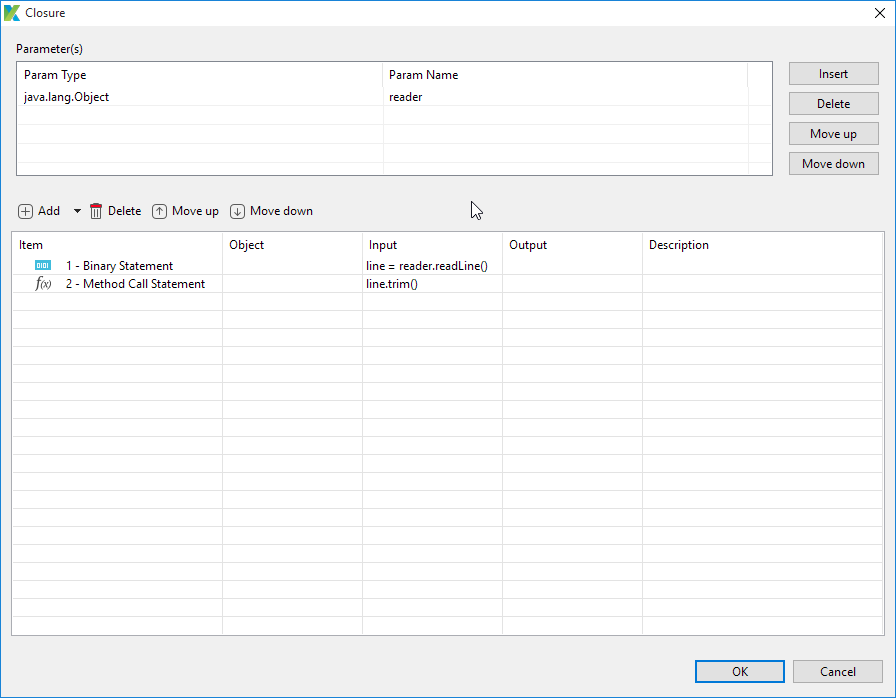 Closure
Parameter(s)
Param Type Param Name
java.lang.Object reader
Insert
Delete
Move up
Move down
Add Delete Move up Move down
Item Object Input Output Description
0101 1 - Binary Statement line = reader.readLine()
f(x) 2 - Method Call Statement line.trim()
OK Cancel